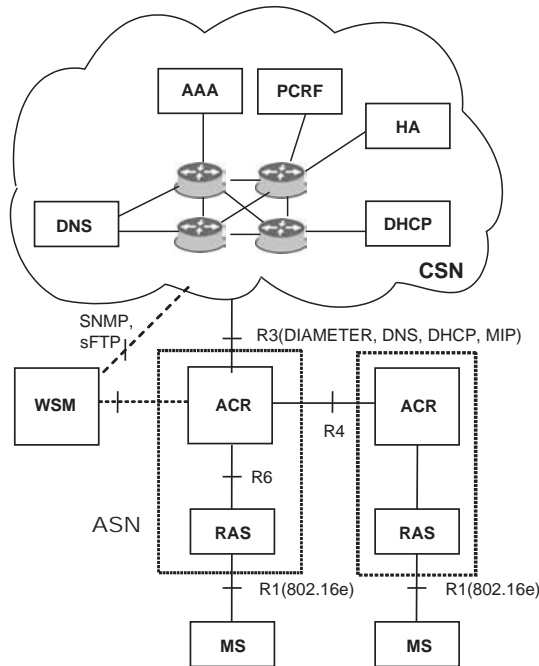 AAA
PCRF
HA
DNS
DHCP
CSN
SNMP,
sFTP
R3(DIAMETER, DNS, DHCP, MIP)
WSM
ACR
ACR
R4
R6
ASN
RAS
RAS
R1(802.16e)
R1(802.16e)
MS
MS